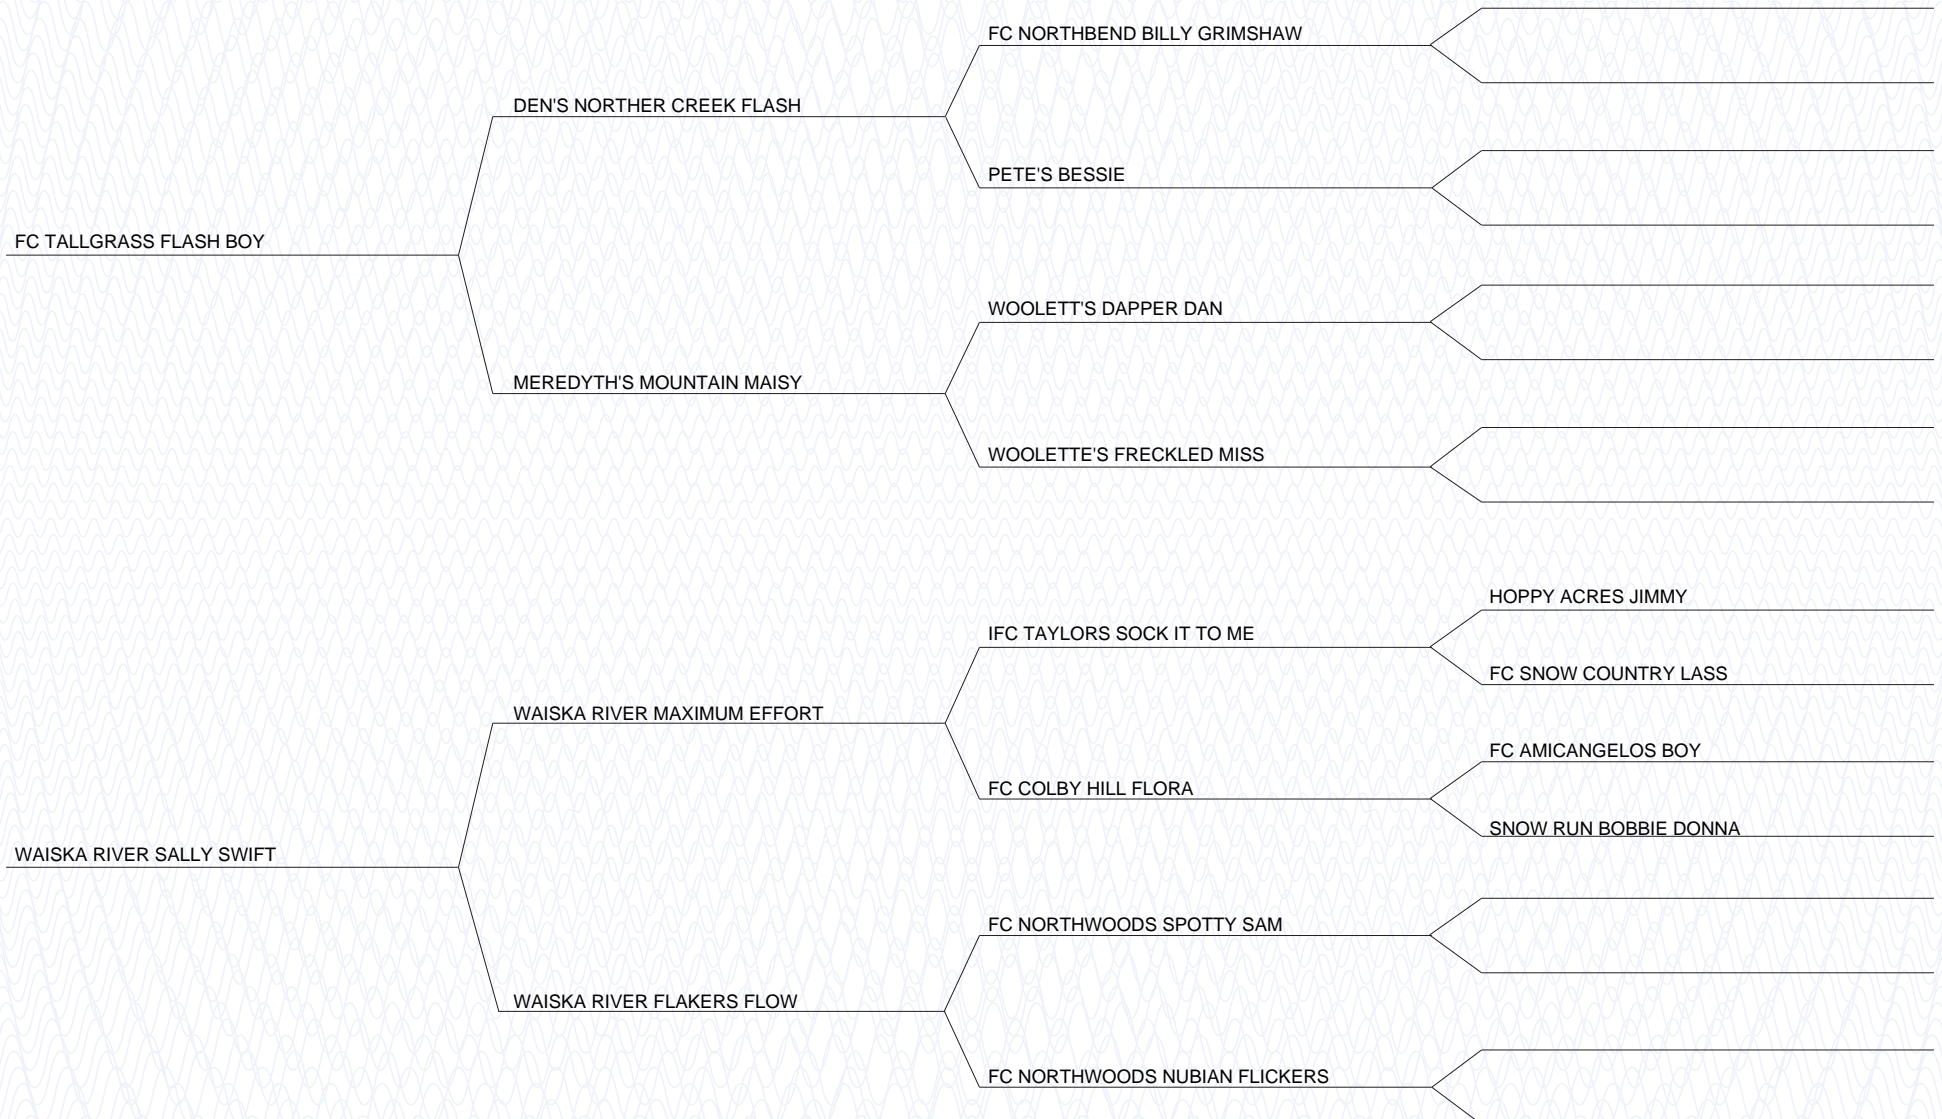 FC NORTHBEND BILLY GRIMSHAW
DEN'S NORTHER CREEK FLASH
PETE'S BESSIE
FC TALLGRASS FLASH BOY
WOOLETT'S DAPPER DAN
MEREDYTH'S MOUNTAIN MAISY
WOOLETTE'S FRECKLED MISS
HOPPY ACRES JIMMY
IFC TAYLORS SOCK IT TO ME
FC SNOW COUNTRY LASS
WAISKA RIVER MAXIMUM EFFORT
FC AMICANGELOS BOY
FC COLBY HILL FLORA
SNOW RUN BOBBIE DONNA
WAISKA RIVER SALLY SWIFT
FC NORTHWOODS SPOTTY SAM
WAISKA RIVER FLAKERS FLOW
FC NORTHWOODS NUBIAN FLICKERS